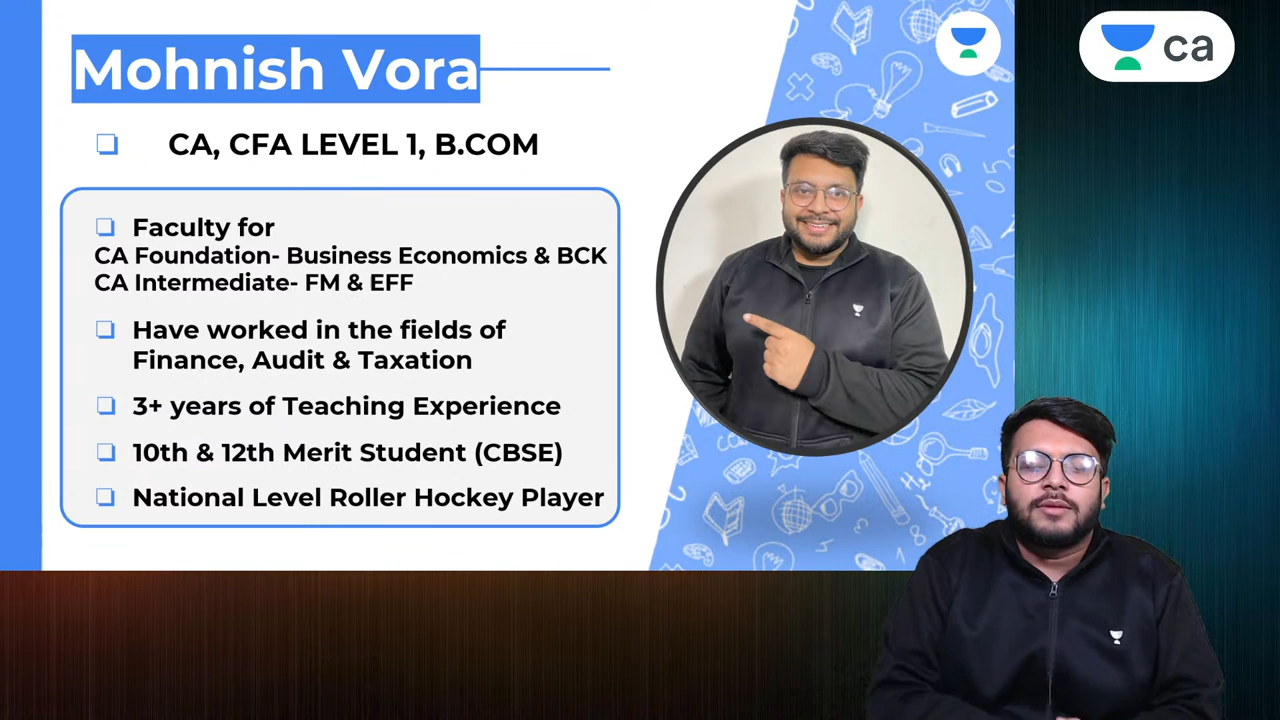 Mohnish Vora
ca
❏ CA, CFA LEVEL 1, B.COM
❏ Faculty for
CA Foundation- Business Economics & BCK
CA Intermediate- FM & EFF
❏ Have worked in the fields of
Finance, Audit & Taxation
❏ 3+ years of Teaching Experience
❏ 10th & 12th Merit Student (CBSE)
❏ National Level Roller Hockey Player